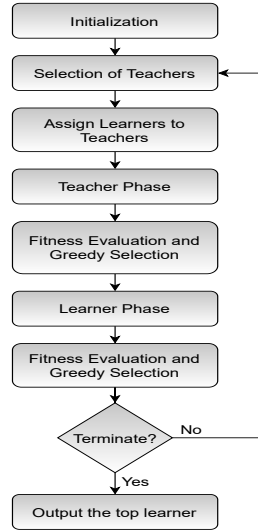 Initialization
Selection of Teachers
Assign Learners to
Teachers
Teacher Phase
Fitness Evaluation and
Greedy Selection
Learner Phase
Fitness Evaluation and
Greedy Selection
Terminate?
No
Yes
Output the top learner